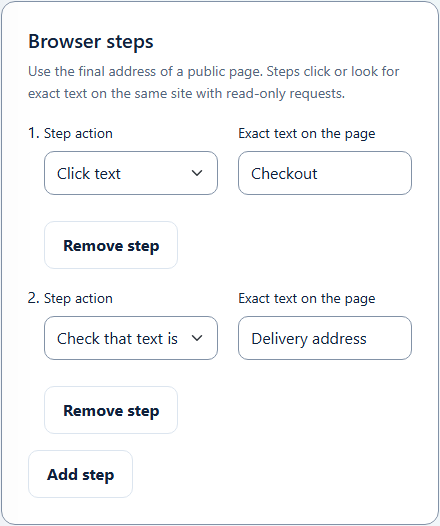 Browser steps
Use the final address of a public page. Steps click or look for
exact text on the same site with read-only requests.
1. Step action Exact text on the page
Click text Checkout
Remove step
2. Step action Exact text on the page
Check that text is Delivery address
Remove step
Add step